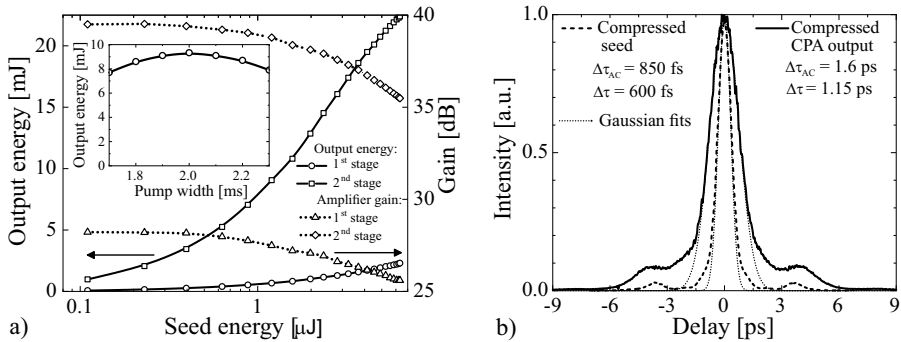 20
15
10
5
0
Output energy [mJ]
10
8
6
4
2
0
Output energy [mJ]
1.8
2.0
2.2
Pump width [ms]
Output energy:
1st stage
2nd stage
Amplifier gain:
1st stage
2nd stage
40
35
30
25
Gain [dB]
0.11
1
Seed energy [µJ]
a)
1.0
0.5
0.0
Intensity [a.u.]
Compressed
seed
ΔτAC = 850 fs
Δτ = 600 fs
Gaussian fits
Compressed
CPA output
ΔτAC = 1.6 ps
Δτ = 1.15 ps
-9
-6
-3
0
3
6
9
Delay [ps]
b)